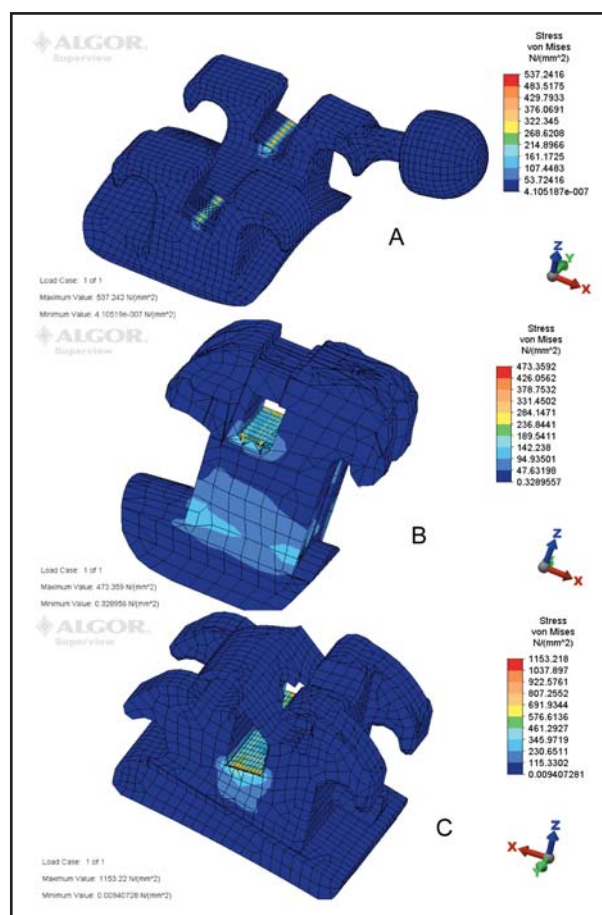 ALGOR.
Superview
Stress
von Mises
N/(mm^2)
537.2416
483.5175
429.7933
376.0691
322.345
268.6208
214.8966
161.1725
107.4483
53.72416
4.105187e-007
A
Z
Y
X
Load Case: 1 of 1
Maximum Value: 537.242 N/(mm^2)
Minimum Value: 4.10519e-007 N/(mm^2)
ALGOR.
Superview
Stress
von Mises
N/(mm^2)
473.3592
426.0562
378.7532
331.4502
284.1471
236.8441
189.5411
142.238
94.93501
47.63198
0.3289557
B
Z
X
Load Case: 1 of 1
Maximum Value: 473.359 N/(mm^2)
Minimum Value: 0.328956 N/(mm^2)
ALGOR.
Superview
Stress
von Mises
N/(mm^2)
1153.218
1037.897
922.5761
807.2552
691.9344
576.6136
461.2927
345.9719
230.6511
115.3302
0.009407281
C
Z
X
Y
Load Case: 1 of 1
Maximum Value: 1153.22 N/(mm^2)
Minimum Value: 0.00940728 N/(mm^2)